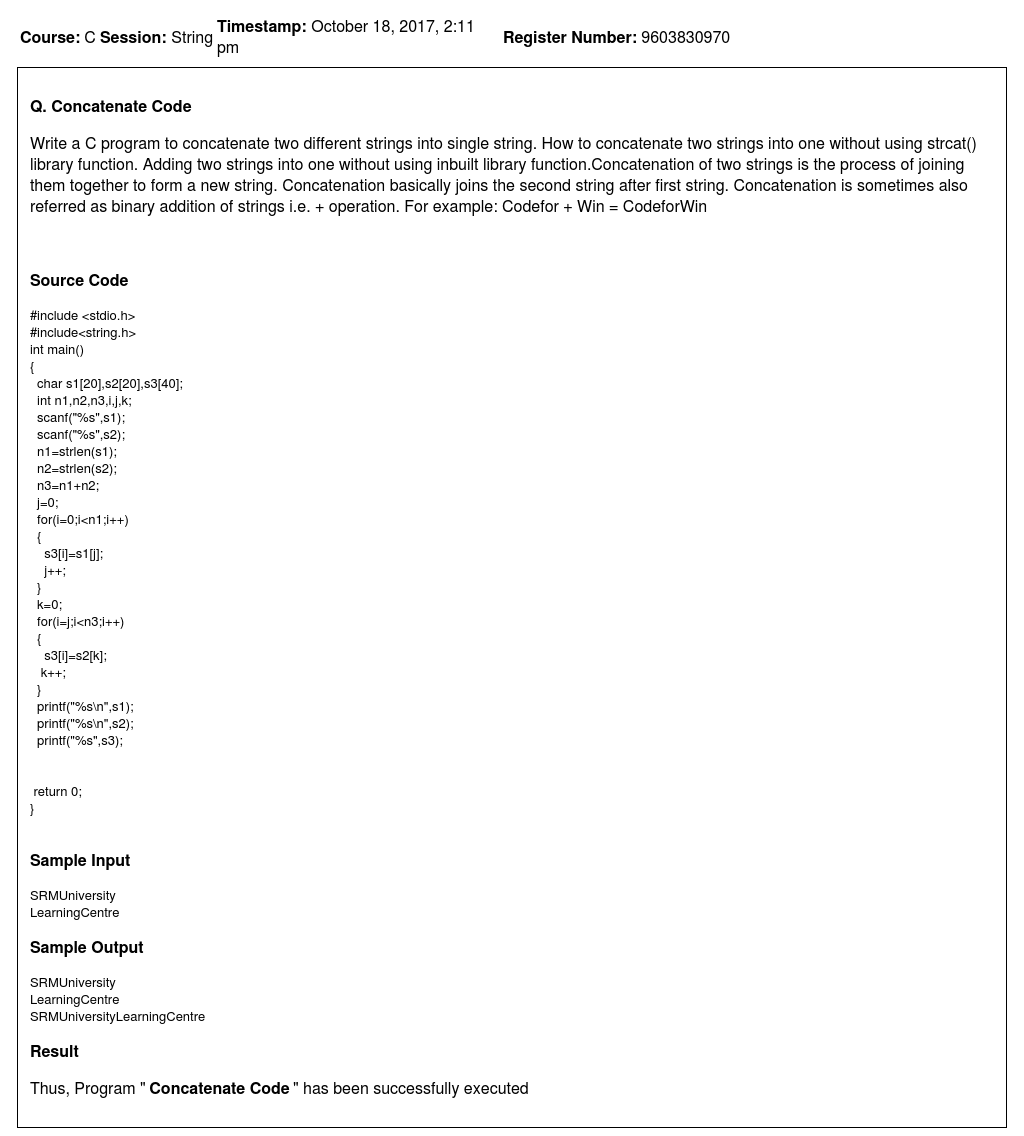 Course: C Session: String Timestamp: October 18, 2017, 2:11 pm Register Number: 9603830970
Q. Concatenate Code
Write a C program to concatenate two different strings into single string. How to concatenate two strings into one without using strcat()
library function. Adding two strings into one without using inbuilt library function.Concatenation of two strings is the process of joining
them together to form a new string. Concatenation basically joins the second string after first string. Concatenation is sometimes also
referred as binary addition of strings i.e. + operation. For example: Codefor + Win = CodeforWin
Source Code
#include <stdio.h>
#include<string.h>
int main()
{
  char s1[20],s2[20],s3[40];
  int n1,n2,n3,i,j,k;
  scanf("%s",s1);
  scanf("%s",s2);
  n1=strlen(s1);
  n2=strlen(s2);
  n3=n1+n2;
  j=0;
  for(i=0;i<n1;i++)
  {
    s3[i]=s1[j];
    j++;
  }
  k=0;
  for(i=j;i<n3;i++)
  {
    s3[i]=s2[k];
   k++;
  }
  printf("%s\n",s1);
  printf("%s\n",s2);
  printf("%s",s3);
 return 0;
}
Sample Input
SRMUniversity
LearningCentre
Sample Output
SRMUniversity
LearningCentre
SRMUniversityLearningCentre
Result
Thus, Program " Concatenate Code " has been successfully executed